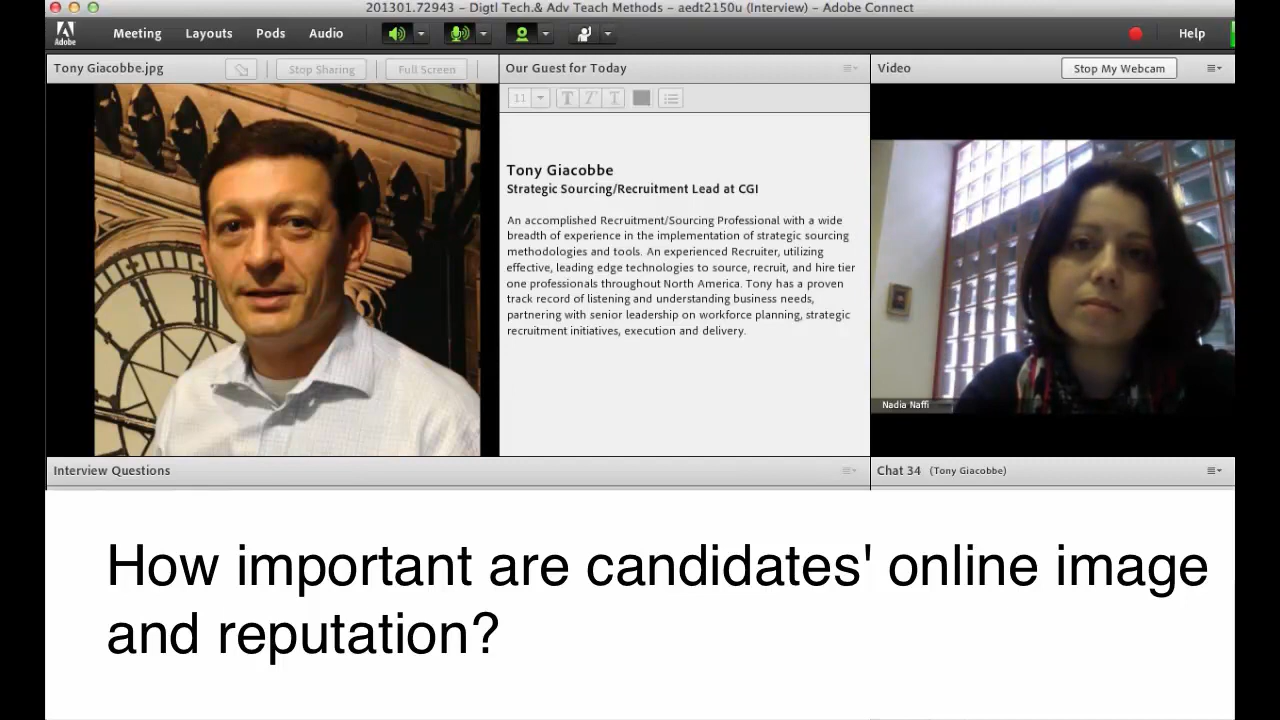 201301.72943 – Digtl Tech.& Adv Teach Methods – aedt2150u (Interview) – Adobe Connect
Adobe
Meeting Layouts Pods Audio Help
Tony Giacobbe.jpg Stop Sharing Full Screen
Our Guest for Today
Video Stop My Webcam
11 T T T
Tony Giacobbe
Strategic Sourcing/Recruitment Lead at CGI
An accomplished Recruitment/Sourcing Professional with a wide
breadth of experience in the implementation of strategic sourcing
methodologies and tools. An experienced Recruiter, utilizing
effective, leading edge technologies to source, recruit, and hire tier
one professionals throughout North America. Tony has a proven
track record of listening and understanding business needs,
partnering with senior leadership on workforce planning, strategic
recruitment initiatives, execution and delivery.
Nadia Naffi
Interview Questions
Chat 34 (Tony Giacobbe)
How important are candidates' online image
and reputation?